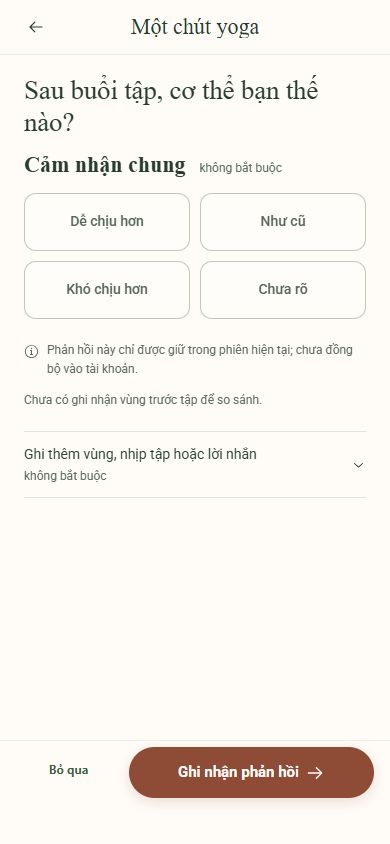 Một chút yoga
Sau buổi tập, cơ thể bạn thế
nào?
Cảm nhận chung không bắt buộc
Dễ chịu hơn
Như cũ
Khó chịu hơn
Chưa rõ
Phản hồi này chỉ được giữ trong phiên hiện tại; chưa đồng
bộ vào tài khoản.
Chưa có ghi nhận vùng trước tập để so sánh.
Ghi thêm vùng, nhịp tập hoặc lời nhắn
không bắt buộc
Bỏ qua
Ghi nhận phản hồi